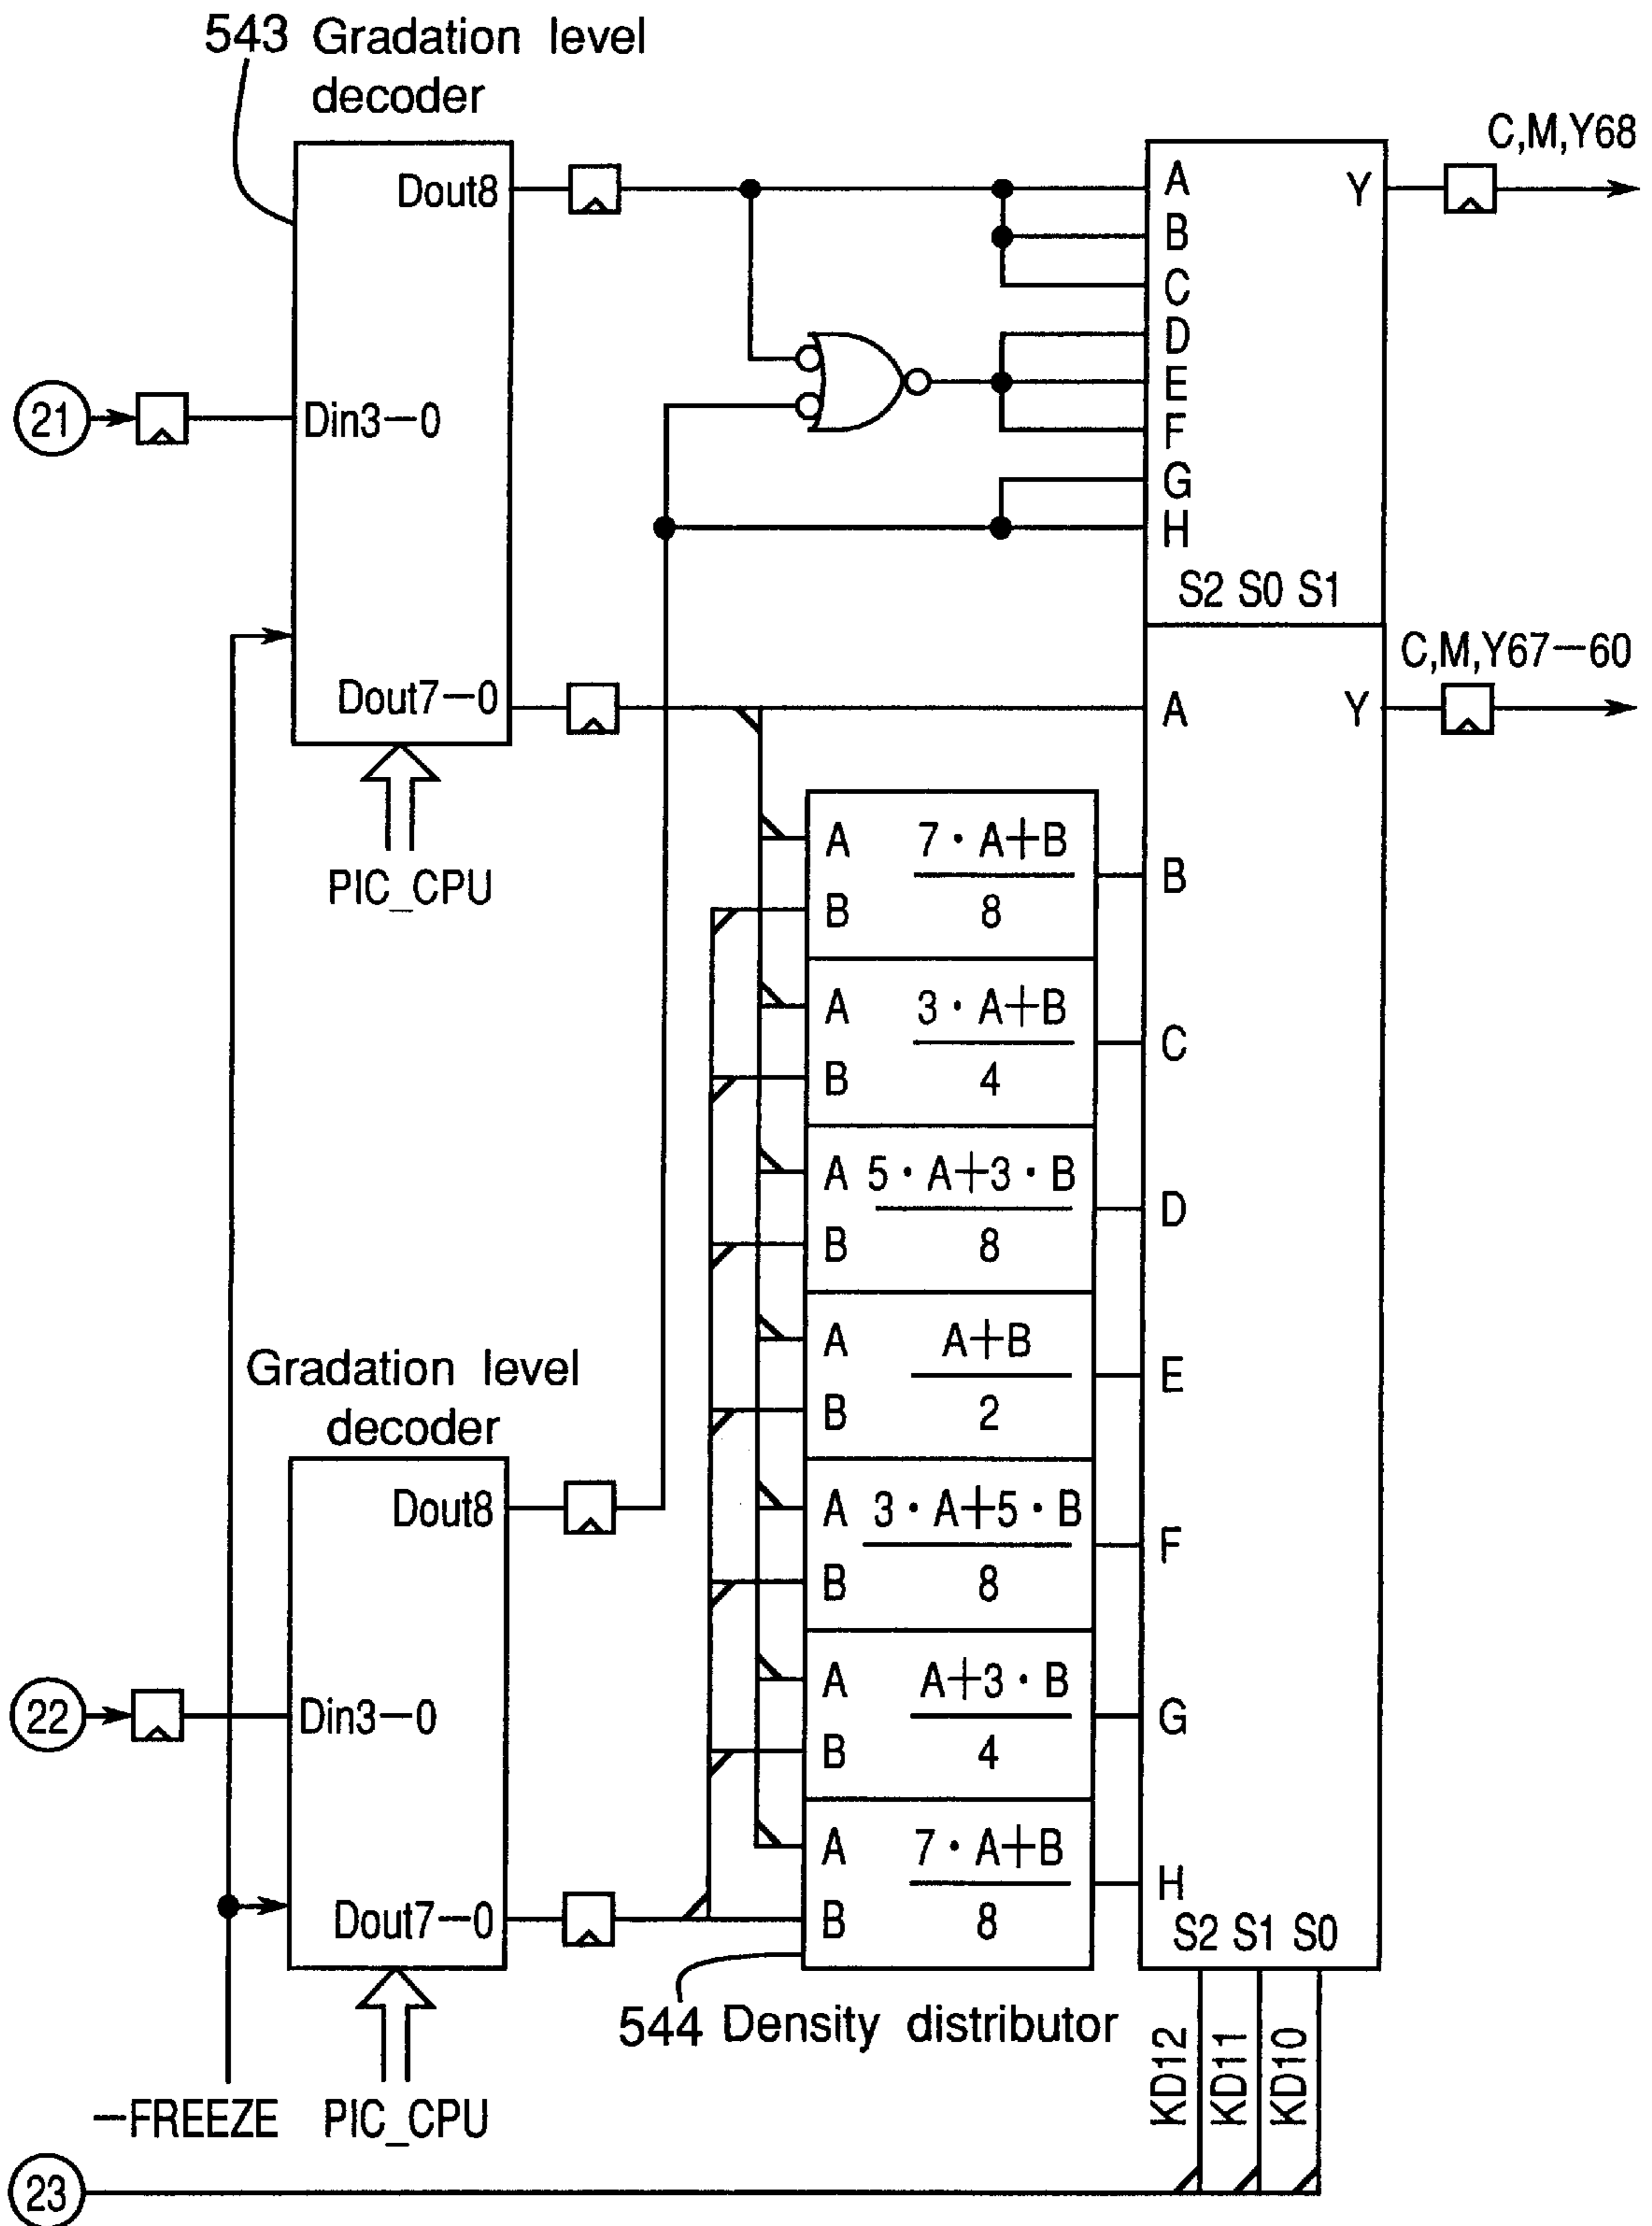 543 Gradation level
decoder
C,M,Y68
Dout8
A
Y
B
C
D
E
21
Din3—0
F
G
H
S2 S0 S1
C,M,Y67—60
Dout7—0
A
Y
PIC_CPU
A 7・A+B
B
B 8
A 3・A+B
C
B 4
A 5・A+3・B
D
B 8
A A+B
Gradation level
decoder
E
B 2
Dout8
A 3・A+5・B
F
B 8
22
Din3—0
A A+3・B
G
B 4
A 7・A+B
H
Dout7—0
B 8
S2 S1 S0
544 Density distributor
KD12
KD11
KD10
—FREEZE
PIC_CPU
23